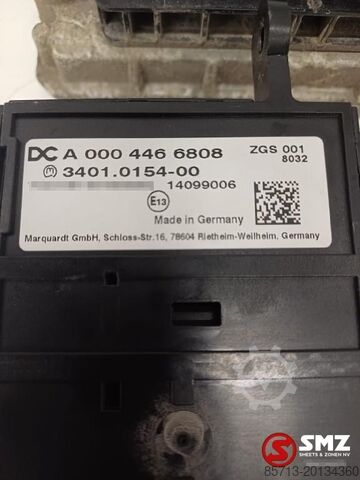 DC A 000 446 6808 ZGS 001
8032
m 3401.0154-00
14099006
E13
Made in Germany
Marquardt GmbH, Schloss-Str.16, 78604 Rietheim-Weilheim, Germany
SMZ
SHEETS & ZONEN NV
85713-20134360